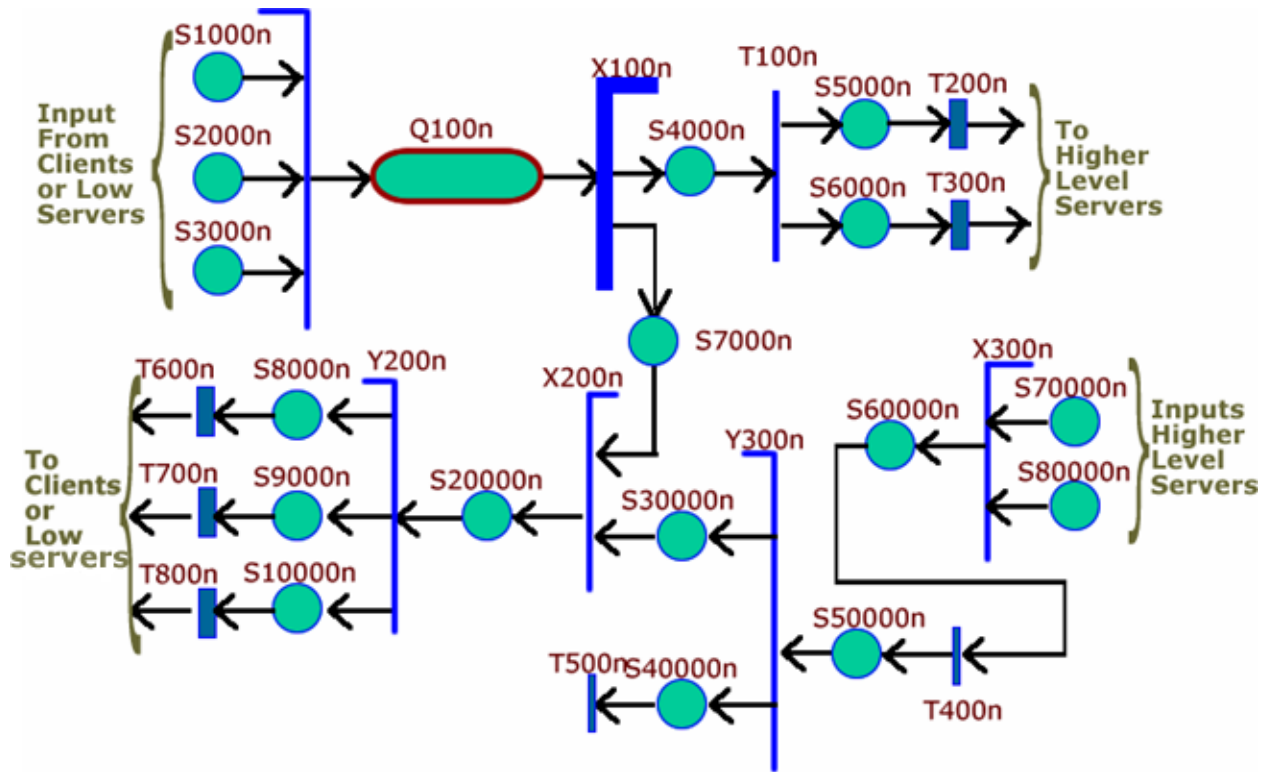 S1000n
X100n
T100n
S5000n
T200n
Input
From
Clients
or Low
Servers
Q100n
S4000n
To
Higher
Level
Servers
S2000n
S6000n
T300n
S3000n
S7000n
T600n
S8000n
Y200n
X200n
X300n
S70000n
S60000n
Inputs
Higher
Level
Servers
Y300n
To
Clients
or
Low
servers
T700n
S9000n
S20000n
S30000n
S80000n
T800n
S10000n
S50000n
T500n
S40000n
T400n